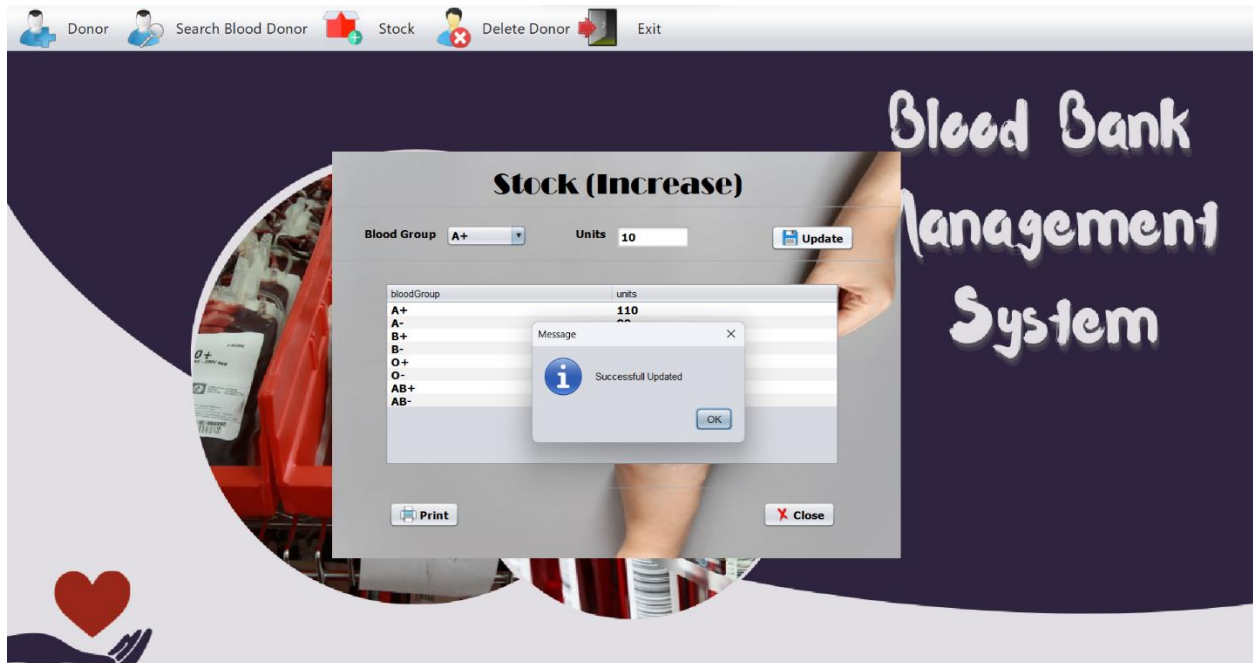 Donor Search Blood Donor Stock Delete Donor Exit
Blood Bank
Management
System
Stock (Increase)
Blood Group A+ Units 10 Update
bloodGroup units
A+ 110
A-
B+
B-
O+
O-
AB+
AB-
Message
Successfull Updated
OK
Print Close
O+